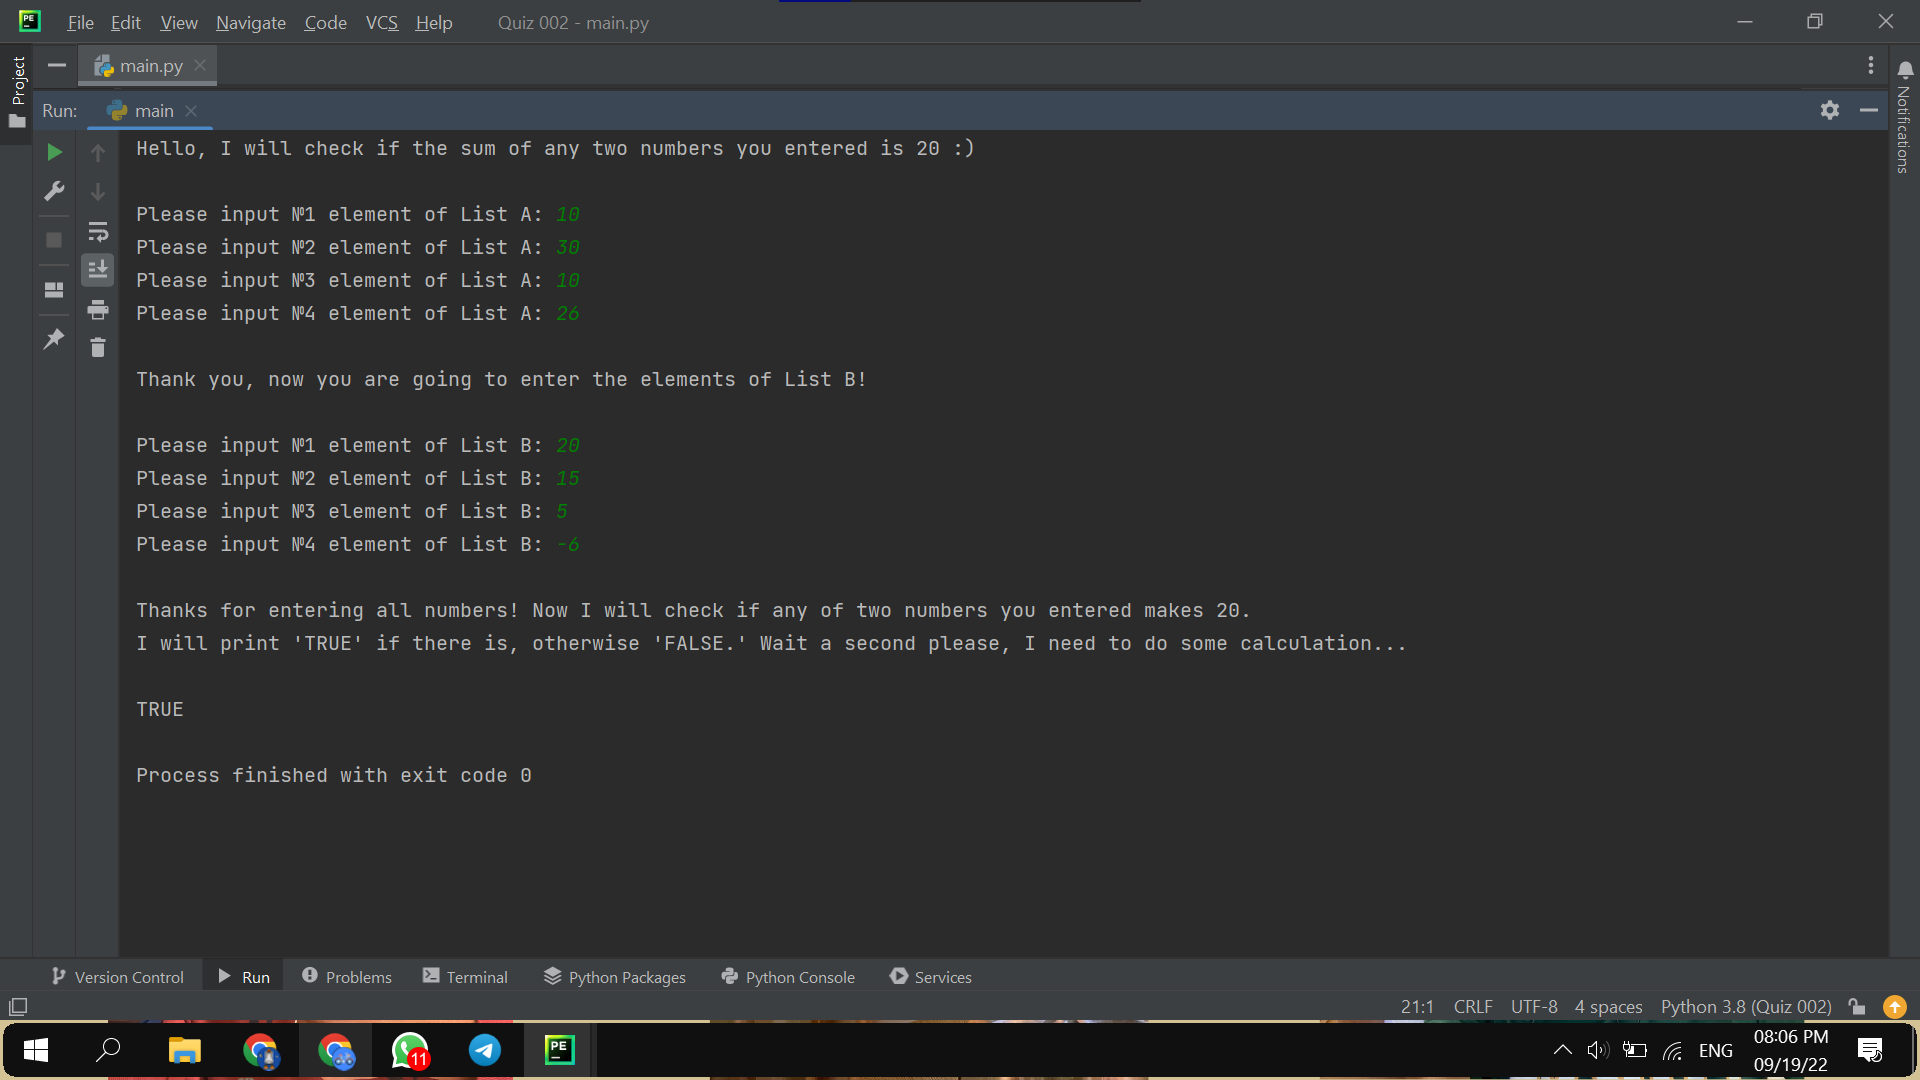 PE File Edit View Navigate Code VCS Help Quiz 002 - main.py
Project
main.py
Notifications
Run: main
Hello, I will check if the sum of any two numbers you entered is 20 :)
Please input №1 element of List A: 10
Please input №2 element of List A: 30
Please input №3 element of List A: 10
Please input №4 element of List A: 26
Thank you, now you are going to enter the elements of List B!
Please input №1 element of List B: 20
Please input №2 element of List B: 15
Please input №3 element of List B: 5
Please input №4 element of List B: -6
Thanks for entering all numbers! Now I will check if any of two numbers you entered makes 20.
I will print 'TRUE' if there is, otherwise 'FALSE.' Wait a second please, I need to do some calculation...
TRUE
Process finished with exit code 0
Version Control Run Problems Terminal Python Packages Python Console Services
21:1 CRLF UTF-8 4 spaces Python 3.8 (Quiz 002)
11 PE ENG 08:06 PM
09/19/22